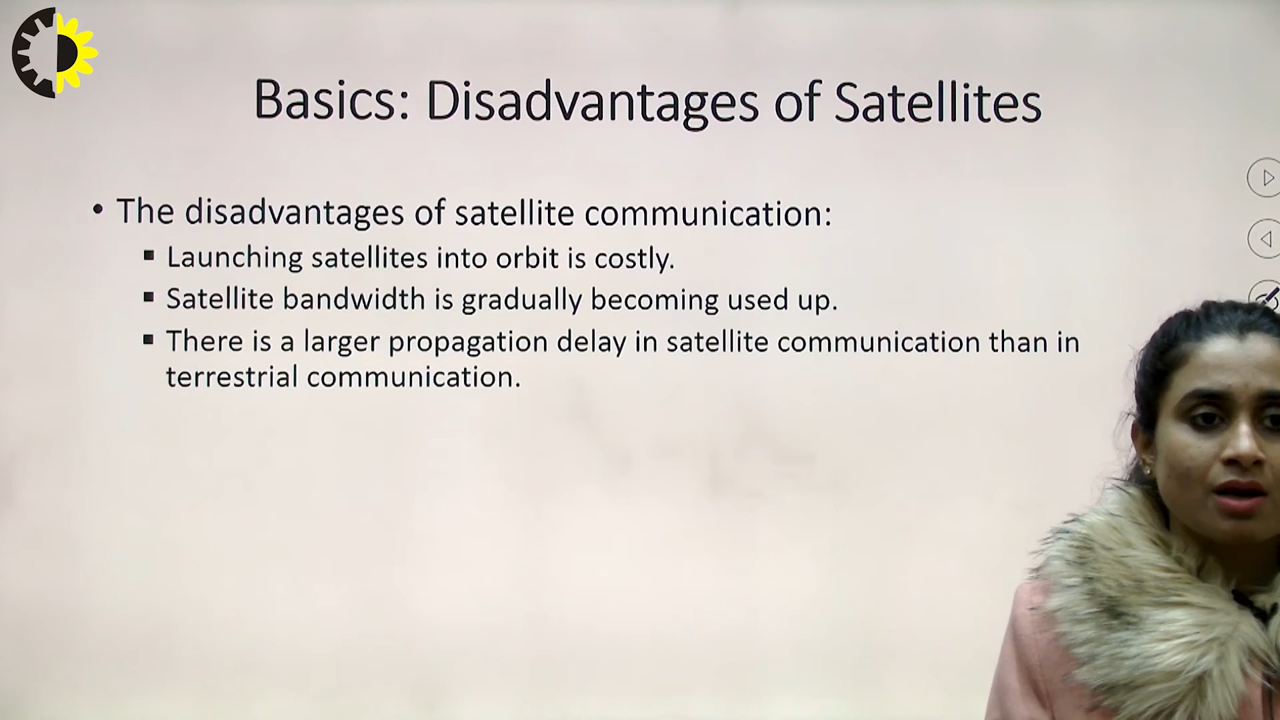 Basics: Disadvantages of Satellites
• The disadvantages of satellite communication:
▪ Launching satellites into orbit is costly.
▪ Satellite bandwidth is gradually becoming used up.
▪ There is a larger propagation delay in satellite communication than in
terrestrial communication.